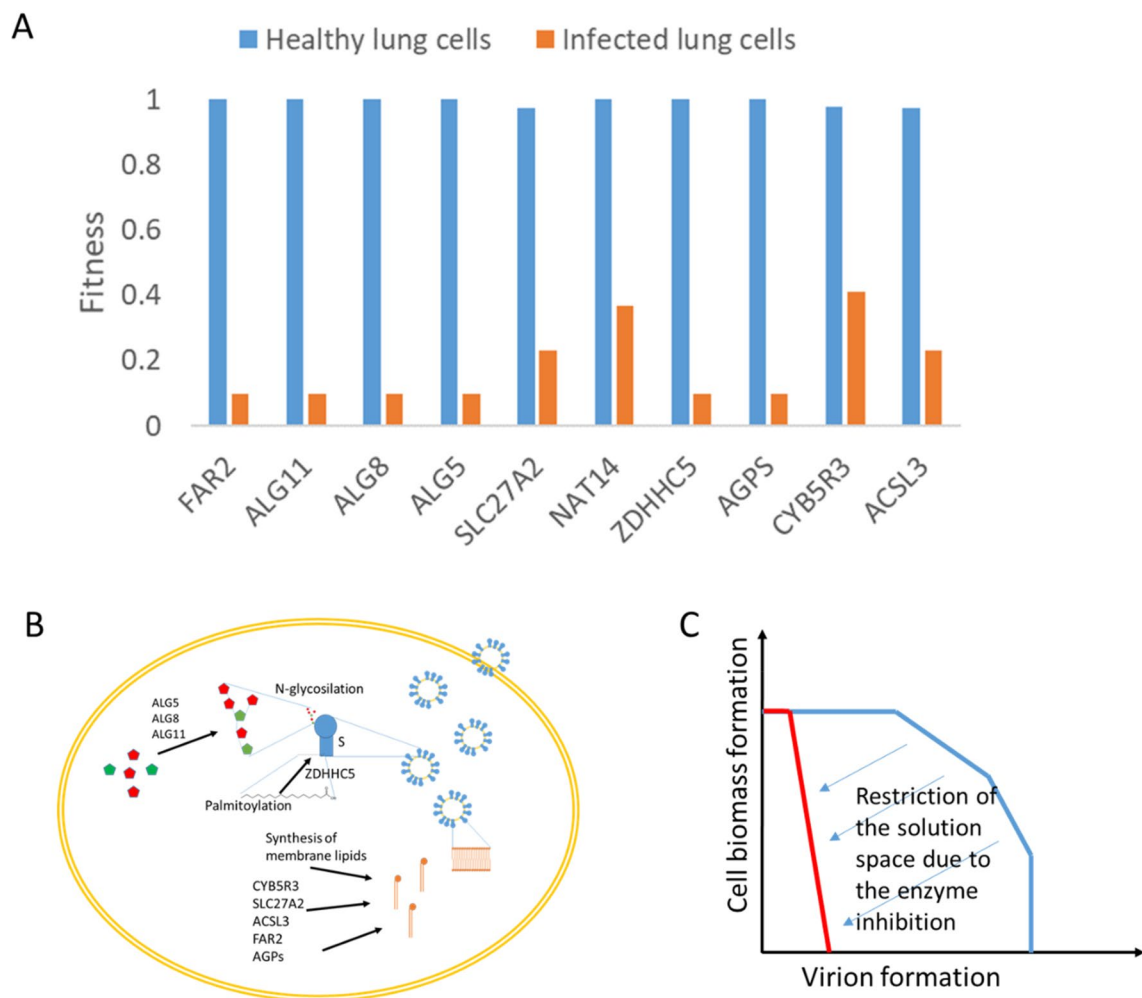 A
Healthy lung cells
Infected lung cells
Fitness
1
0.8
0.6
0.4
0.2
0
FAR2
ALG11
ALG8
ALG5
SLC27A2
NAT14
ZDHHC5
AGPS
CYB5R3
ACSL3
B
ALG5
ALG8
ALG11
N-glycosilation
S
ZDHHC5
Palmitoylation
Synthesis of
membrane lipids
CYB5R3
SLC27A2
ACSL3
FAR2
AGPs
C
Cell biomass formation
Restriction of
the solution
space due to
the enzyme
inhibition
Virion formation